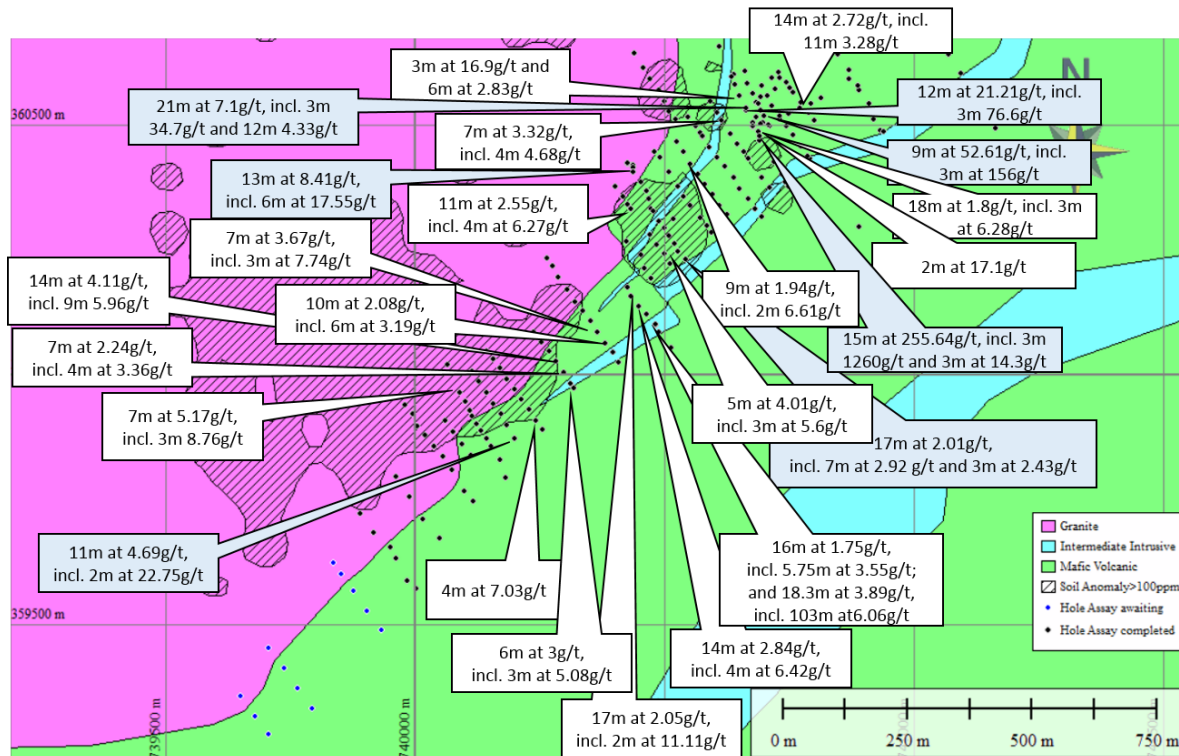 14m at 2.72g/t, incl.
11m 3.28g/t
3m at 16.9g/t and
6m at 2.83g/t
N
21m at 7.1g/t, incl. 3m
34.7g/t and 12m 4.33g/t
12m at 21.21g/t, incl.
3m 76.6g/t
360500 m
7m at 3.32g/t,
incl. 4m 4.68g/t
9m at 52.61g/t, incl.
3m at 156g/t
13m at 8.41g/t,
incl. 6m at 17.55g/t
11m at 2.55g/t,
incl. 4m at 6.27g/t
18m at 1.8g/t, incl. 3m
at 6.28g/t
7m at 3.67g/t,
incl. 3m at 7.74g/t
2m at 17.1g/t
14m at 4.11g/t,
incl. 9m 5.96g/t
10m at 2.08g/t,
incl. 6m at 3.19g/t
9m at 1.94g/t,
incl. 2m 6.61g/t
7m at 2.24g/t,
incl. 4m at 3.36g/t
15m at 255.64g/t, incl. 3m
1260g/t and 3m at 14.3g/t
7m at 5.17g/t,
incl. 3m 8.76g/t
5m at 4.01g/t,
incl. 3m at 5.6g/t
17m at 2.01g/t,
incl. 7m at 2.92 g/t and 3m at 2.43g/t
11m at 4.69g/t,
incl. 2m at 22.75g/t
4m at 7.03g/t
16m at 1.75g/t,
incl. 5.75m at 3.55g/t;
and 18.3m at 3.89g/t,
incl. 103m at6.06g/t
Granite
Intermediate Intrusive
Mafic Volcanic
Soil Anomaly>100ppm
Hole Assay awaiting
Hole Assay completed
359500 m
6m at 3g/t,
incl. 3m at 5.08g/t
14m at 2.84g/t,
incl. 4m at 6.42g/t
17m at 2.05g/t,
incl. 2m at 11.11g/t
739500 m
740000 m
0 m 250 m 500 m 750 m